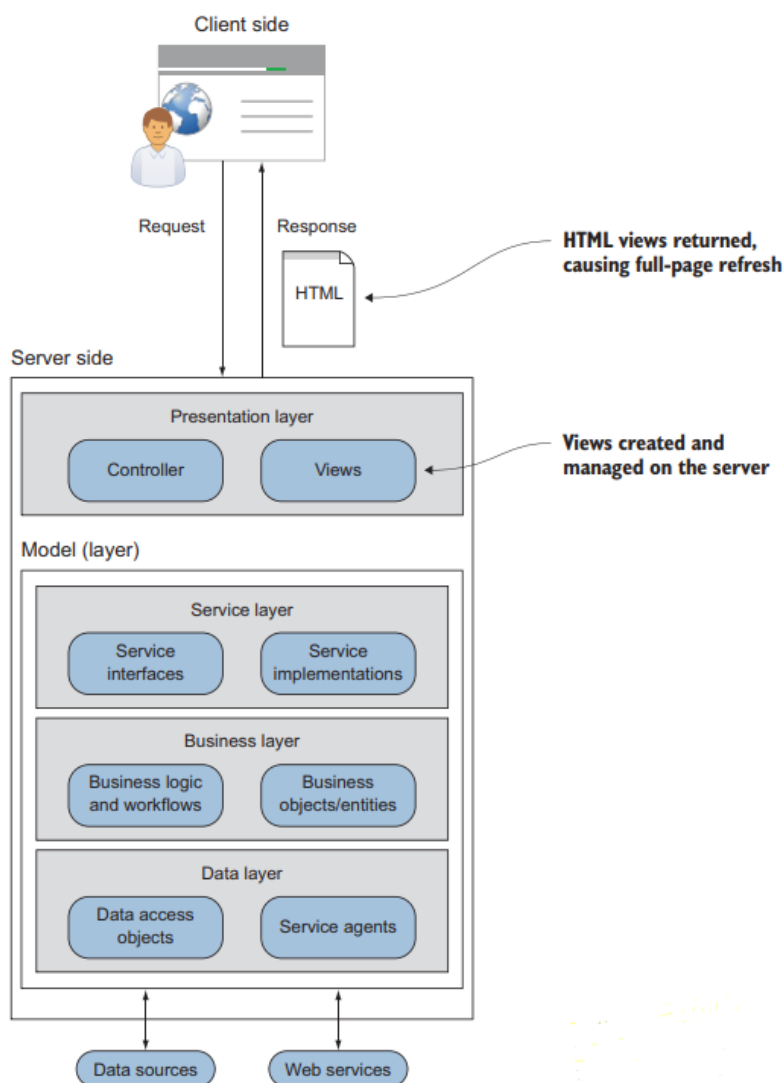 Client side
Request
Response
HTML
HTML views returned,
causing full-page refresh
Server side
Presentation layer
Controller
Views
Views created and
managed on the server
Model (layer)
Service layer
Service
interfaces
Service
implementations
Business layer
Business logic
and workflows
Business
objects/entities
Data layer
Data access
objects
Service agents
Data sources
Web services